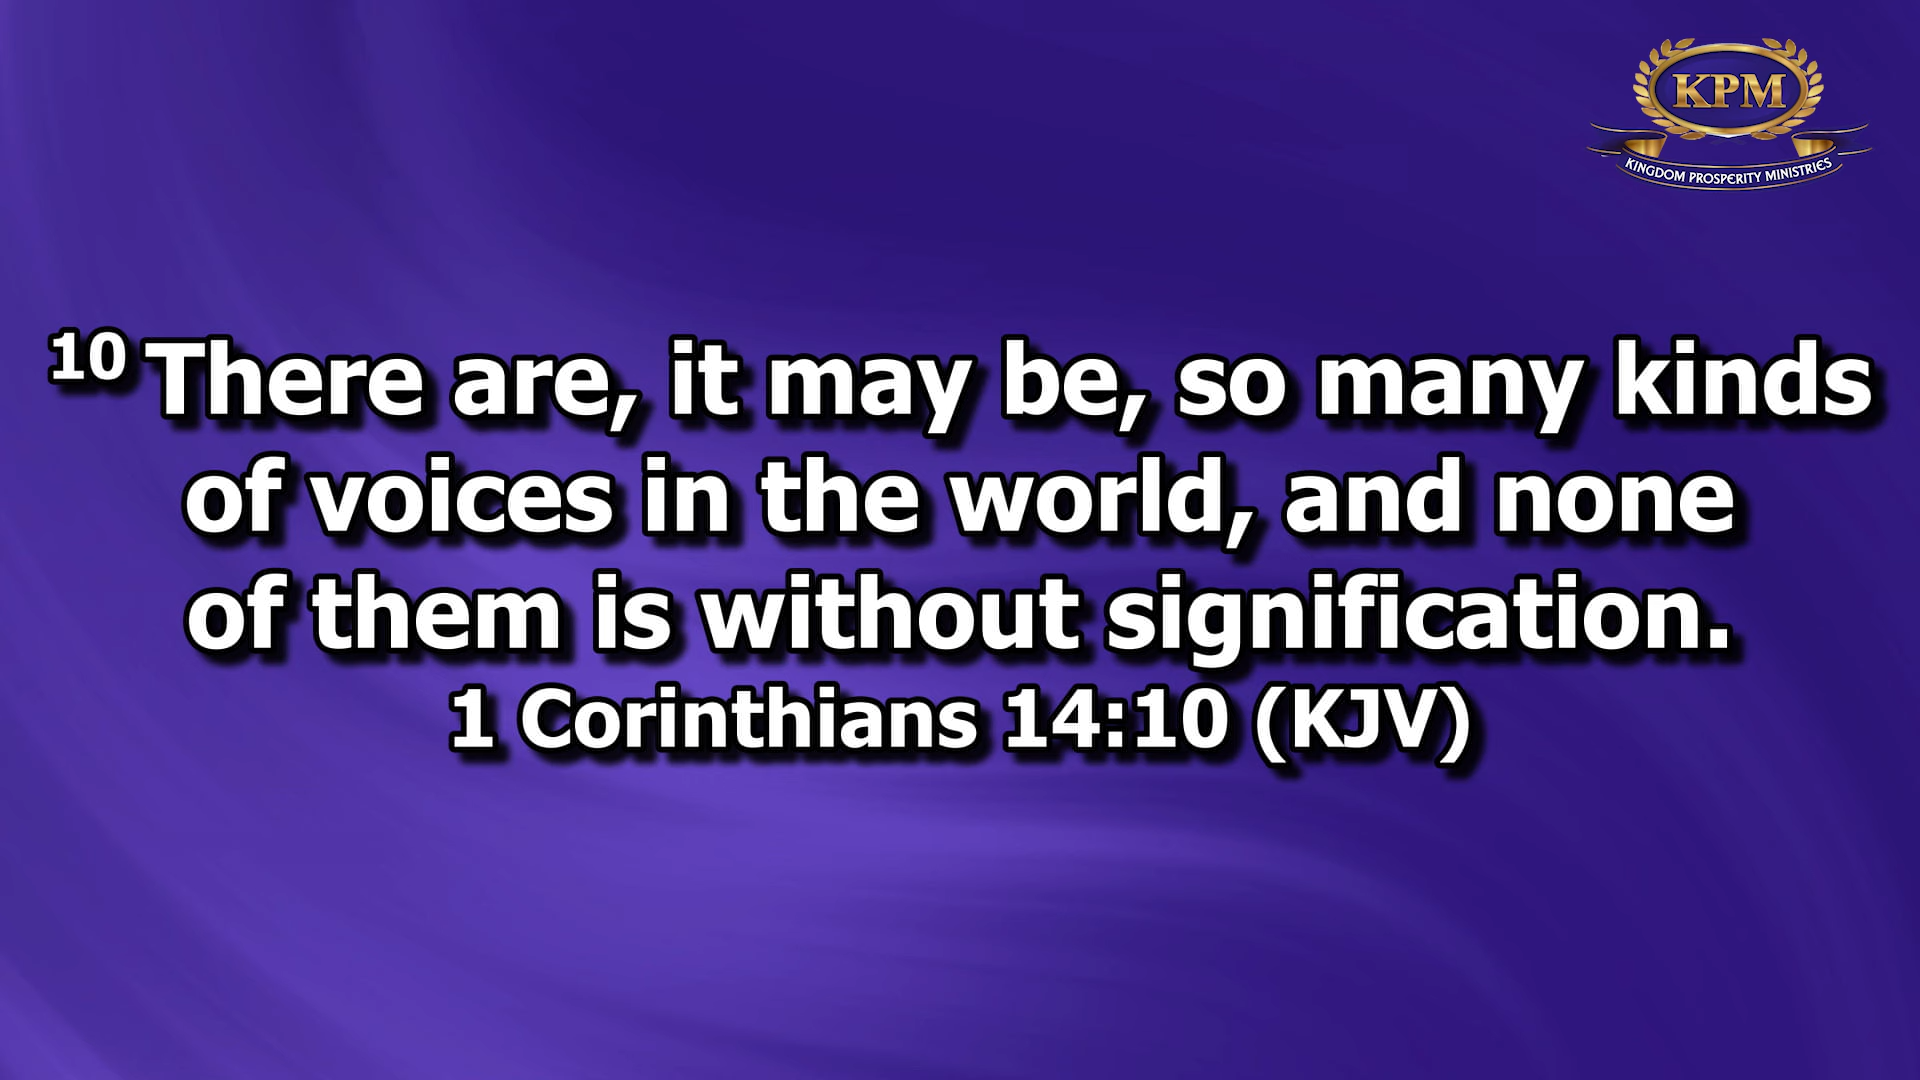 KPM
KINGDOM PROSPERITY MINISTRIES
10 There are, it may be, so many kinds
of voices in the world, and none
of them is without signification.
1 Corinthians 14:10 (KJV)